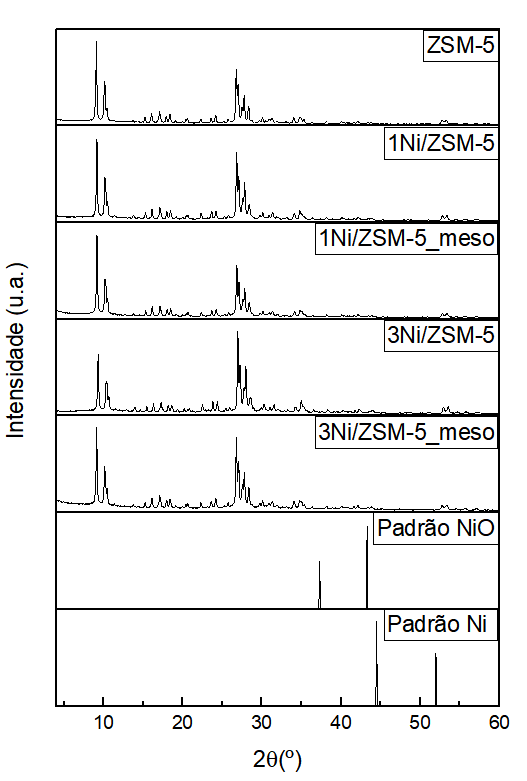 ZSM-5
1Ni/ZSM-5
1Ni/ZSM-5_meso
3Ni/ZSM-5
3Ni/ZSM-5_meso
Padrão NiO
Padrão Ni
Intensidade (u.a.)
10 20 30 40 50 60
2θ(º)